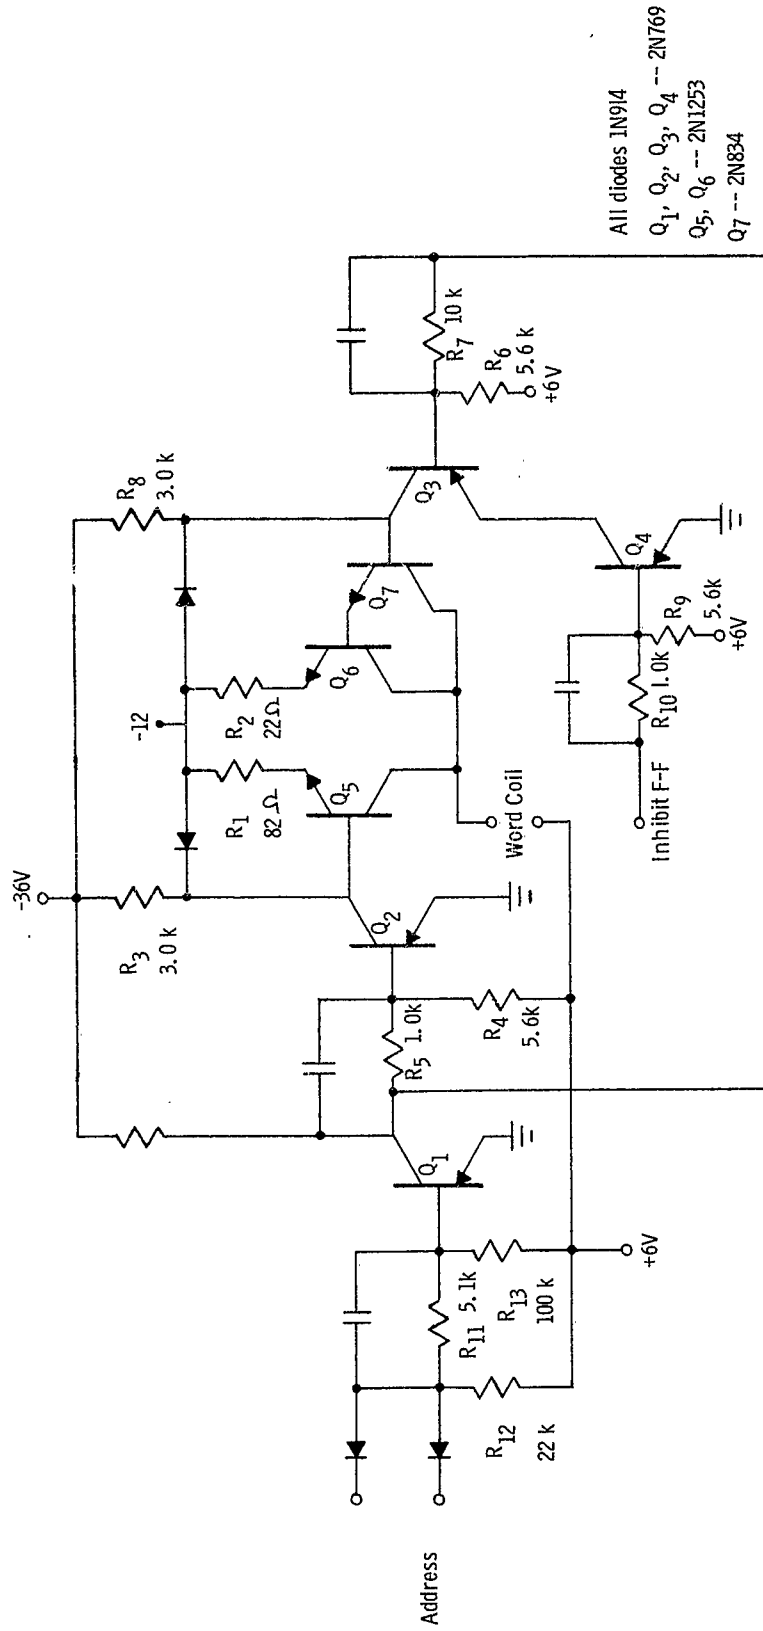 -36V
R3
3.0 k
R8
3.0 k
-12
R1
82 Ω
R2
22 Ω
Q5
Q6
Q7
Q2
Q3
R5
1.0k
R7
10 k
R4
5.6k
R6
5.6 k
+6V
Q1
Word Coil
Q4
R11
5.1k
R13
100 k
R12
22 k
+6V
Inhibit F-F
R10
1.0k
R9
5.6k
+6V
Address
All diodes 1N914
Q1, Q2, Q3, Q4 -- 2N769
Q5, Q6 -- 2N1253
Q7 -- 2N834